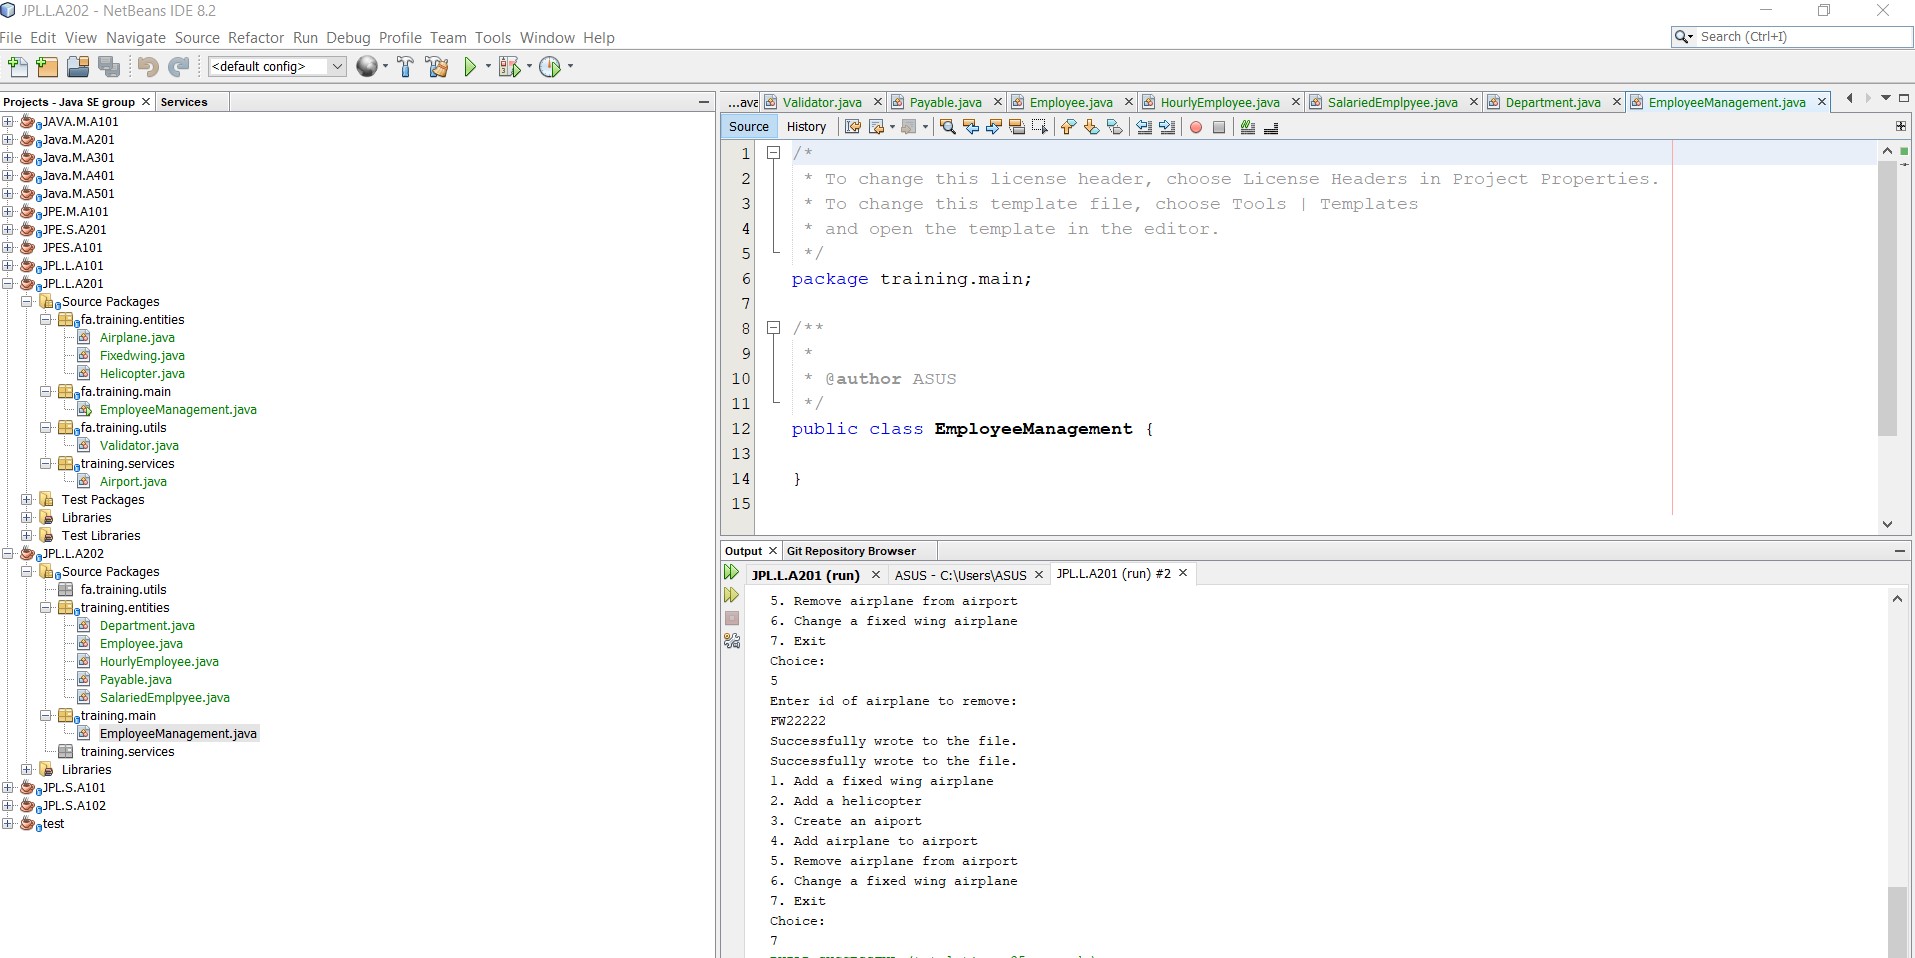 JPL.L.A202 - NetBeans IDE 8.2
File Edit View Navigate Source Refactor Run Debug Profile Team Tools Window Help
Search (Ctrl+I)
<default config>
Projects - Java SE group
Services
JAVA.M.A101
Java.M.A201
Java.M.A301
Java.M.A401
Java.M.A501
JPE.M.A101
JPE.S.A201
JPES.A101
JPL.L.A101
JPL.L.A201
Source Packages
fa.training.entities
Airplane.java
Fixedwing.java
Helicopter.java
fa.training.main
EmployeeManagement.java
fa.training.utils
Validator.java
training.services
Airport.java
Test Packages
Libraries
Test Libraries
JPL.L.A202
Source Packages
fa.training.utils
training.entities
Department.java
Employee.java
HourlyEmployee.java
Payable.java
SalariedEmplpyee.java
training.main
EmployeeManagement.java
training.services
Libraries
JPL.S.A101
JPL.S.A102
test
...ava Validator.java Payable.java Employee.java HourlyEmployee.java SalariedEmplpyee.java Department.java EmployeeManagement.java
Source History
1 /*
2 * To change this license header, choose License Headers in Project Properties.
3 * To change this template file, choose Tools | Templates
4 * and open the template in the editor.
5 */
6 package training.main;
7
8 /**
9 *
10 * @author ASUS
11 */
12 public class EmployeeManagement {
13
14 }
15
Output Git Repository Browser
JPL.L.A201 (run) ASUS - C:\Users\ASUS JPL.L.A201 (run) #2
5. Remove airplane from airport
6. Change a fixed wing airplane
7. Exit
Choice:
5
Enter id of airplane to remove:
FW22222
Successfully wrote to the file.
Successfully wrote to the file.
1. Add a fixed wing airplane
2. Add a helicopter
3. Create an aiport
4. Add airplane to airport
5. Remove airplane from airport
6. Change a fixed wing airplane
7. Exit
Choice:
7